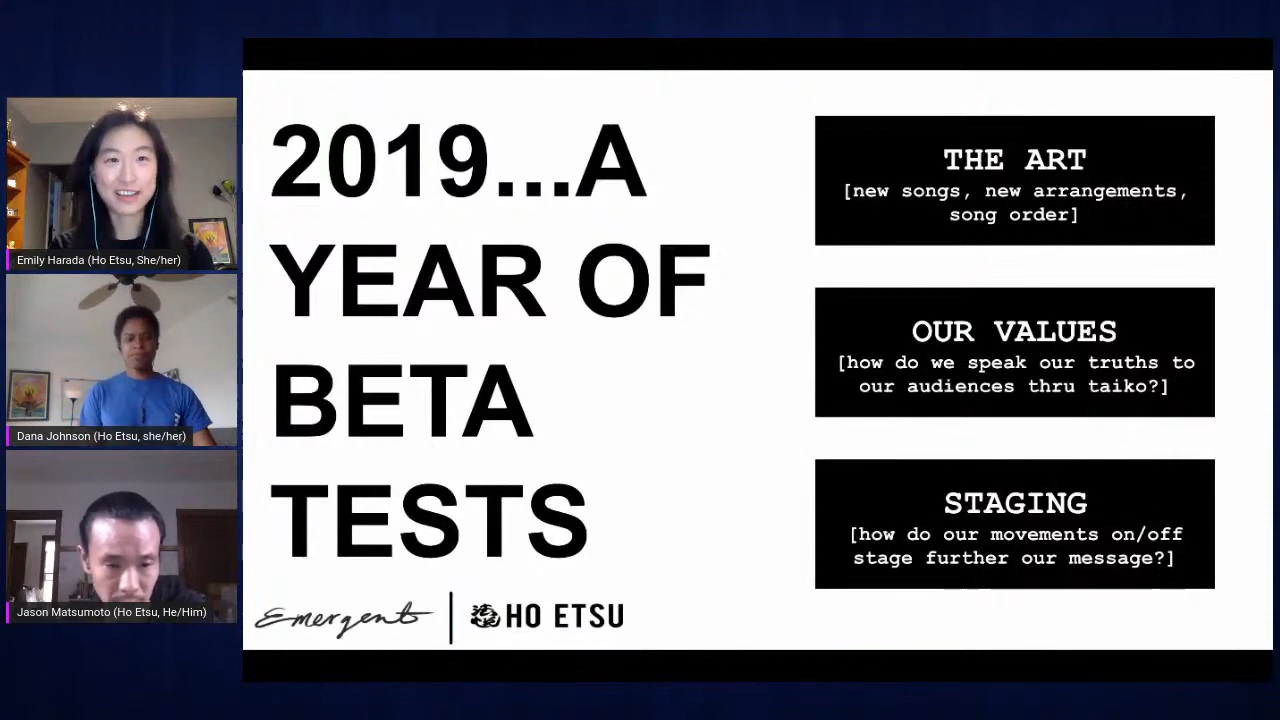 Emily Harada (Ho Etsu, She/her)
Dana Johnson (Ho Etsu, she/her)
Jason Matsumoto (Ho Etsu, He/Him)
2019...A
YEAR OF
BETA
TESTS
THE ART
[new songs, new arrangements,
song order]
OUR VALUES
[how do we speak our truths to
our audiences thru taiko?]
STAGING
[how do our movements on/off
stage further our message?]
Emergent
HO ETSU